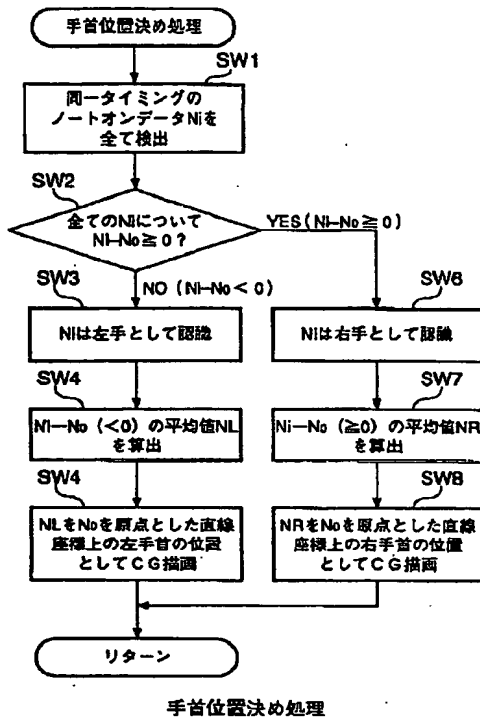 手首位置決め処理
SW1
同一タイミングの
ノートオンデータNiを
全て検出
SW2
全てのNiについて
Ni−No≧0?
YES(Ni−No≧0)
NO(Ni−No<0)
SW3
Niは左手として認識
SW4
Ni−No(<0)の平均値NL
を算出
SW4
NLをNoを原点とした直線
座標上の左手首の位置
としてCG描画
SW6
Niは右手として認識
SW7
Ni−No(≧0)の平均値NR
を算出
SW8
NRをNoを原点とした直線
座標上の右手首の位置
としてCG描画
リターン
手首位置決め処理